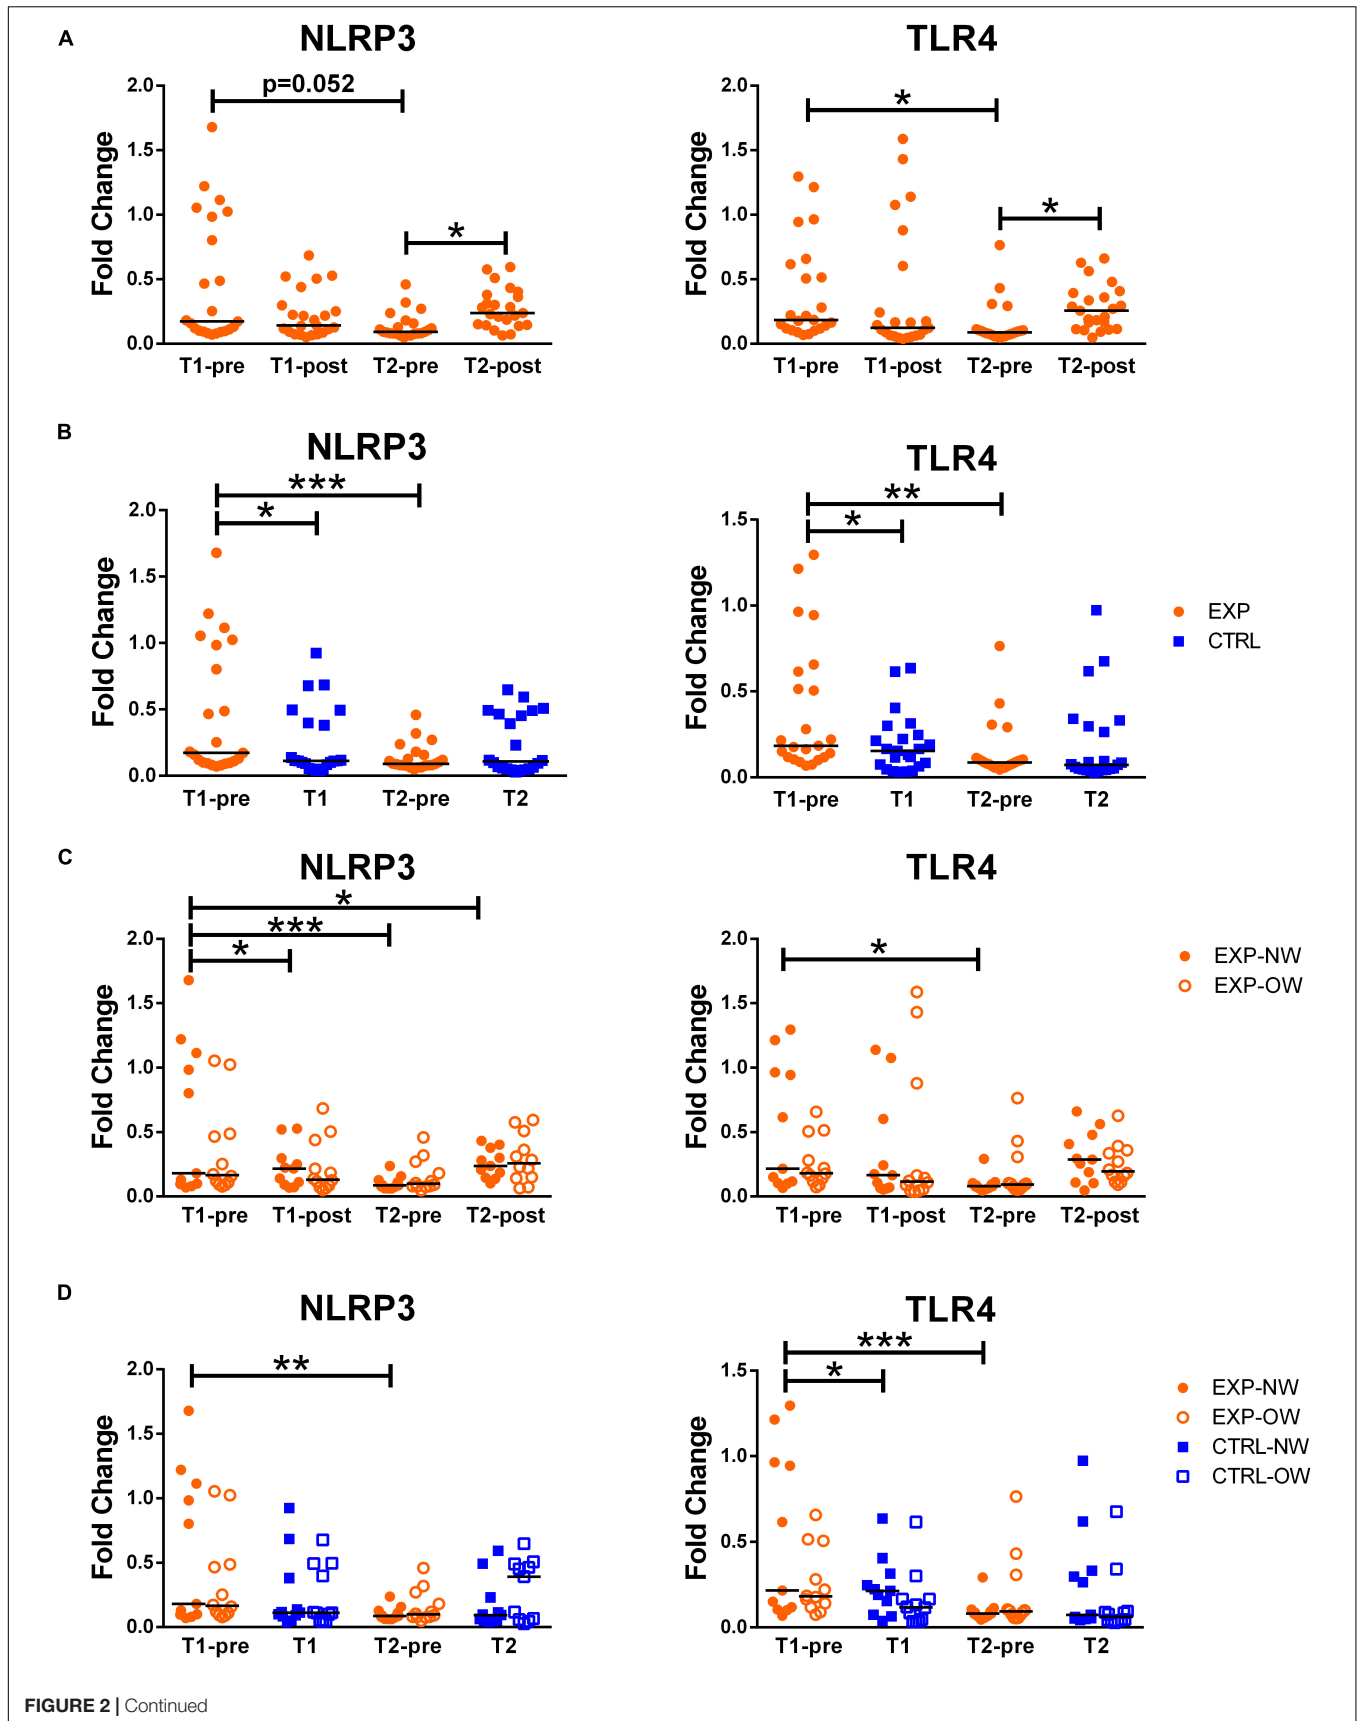 A
NLRP3
TLR4
p=0.052
*
*
*
Fold Change
2.0
1.5
1.0
0.5
0.0
T1-pre T1-post T2-pre T2-post
Fold Change
2.0
1.5
1.0
0.5
0.0
T1-pre T1-post T2-pre T2-post
B
NLRP3
TLR4
***
*
**
*
Fold Change
2.0
1.5
1.0
0.5
0.0
T1-pre T1 T2-pre T2
Fold Change
1.5
1.0
0.5
0.0
T1-pre T1 T2-pre T2
EXP
CTRL
C
NLRP3
TLR4
*
***
*
*
Fold Change
2.0
1.5
1.0
0.5
0.0
T1-pre T1-post T2-pre T2-post
Fold Change
2.0
1.5
1.0
0.5
0.0
T1-pre T1-post T2-pre T2-post
EXP-NW
EXP-OW
D
NLRP3
TLR4
**
***
*
Fold Change
2.0
1.5
1.0
0.5
0.0
T1-pre T1 T2-pre T2
Fold Change
1.5
1.0
0.5
0.0
T1-pre T1 T2-pre T2
EXP-NW
EXP-OW
CTRL-NW
CTRL-OW
FIGURE 2 | Continued